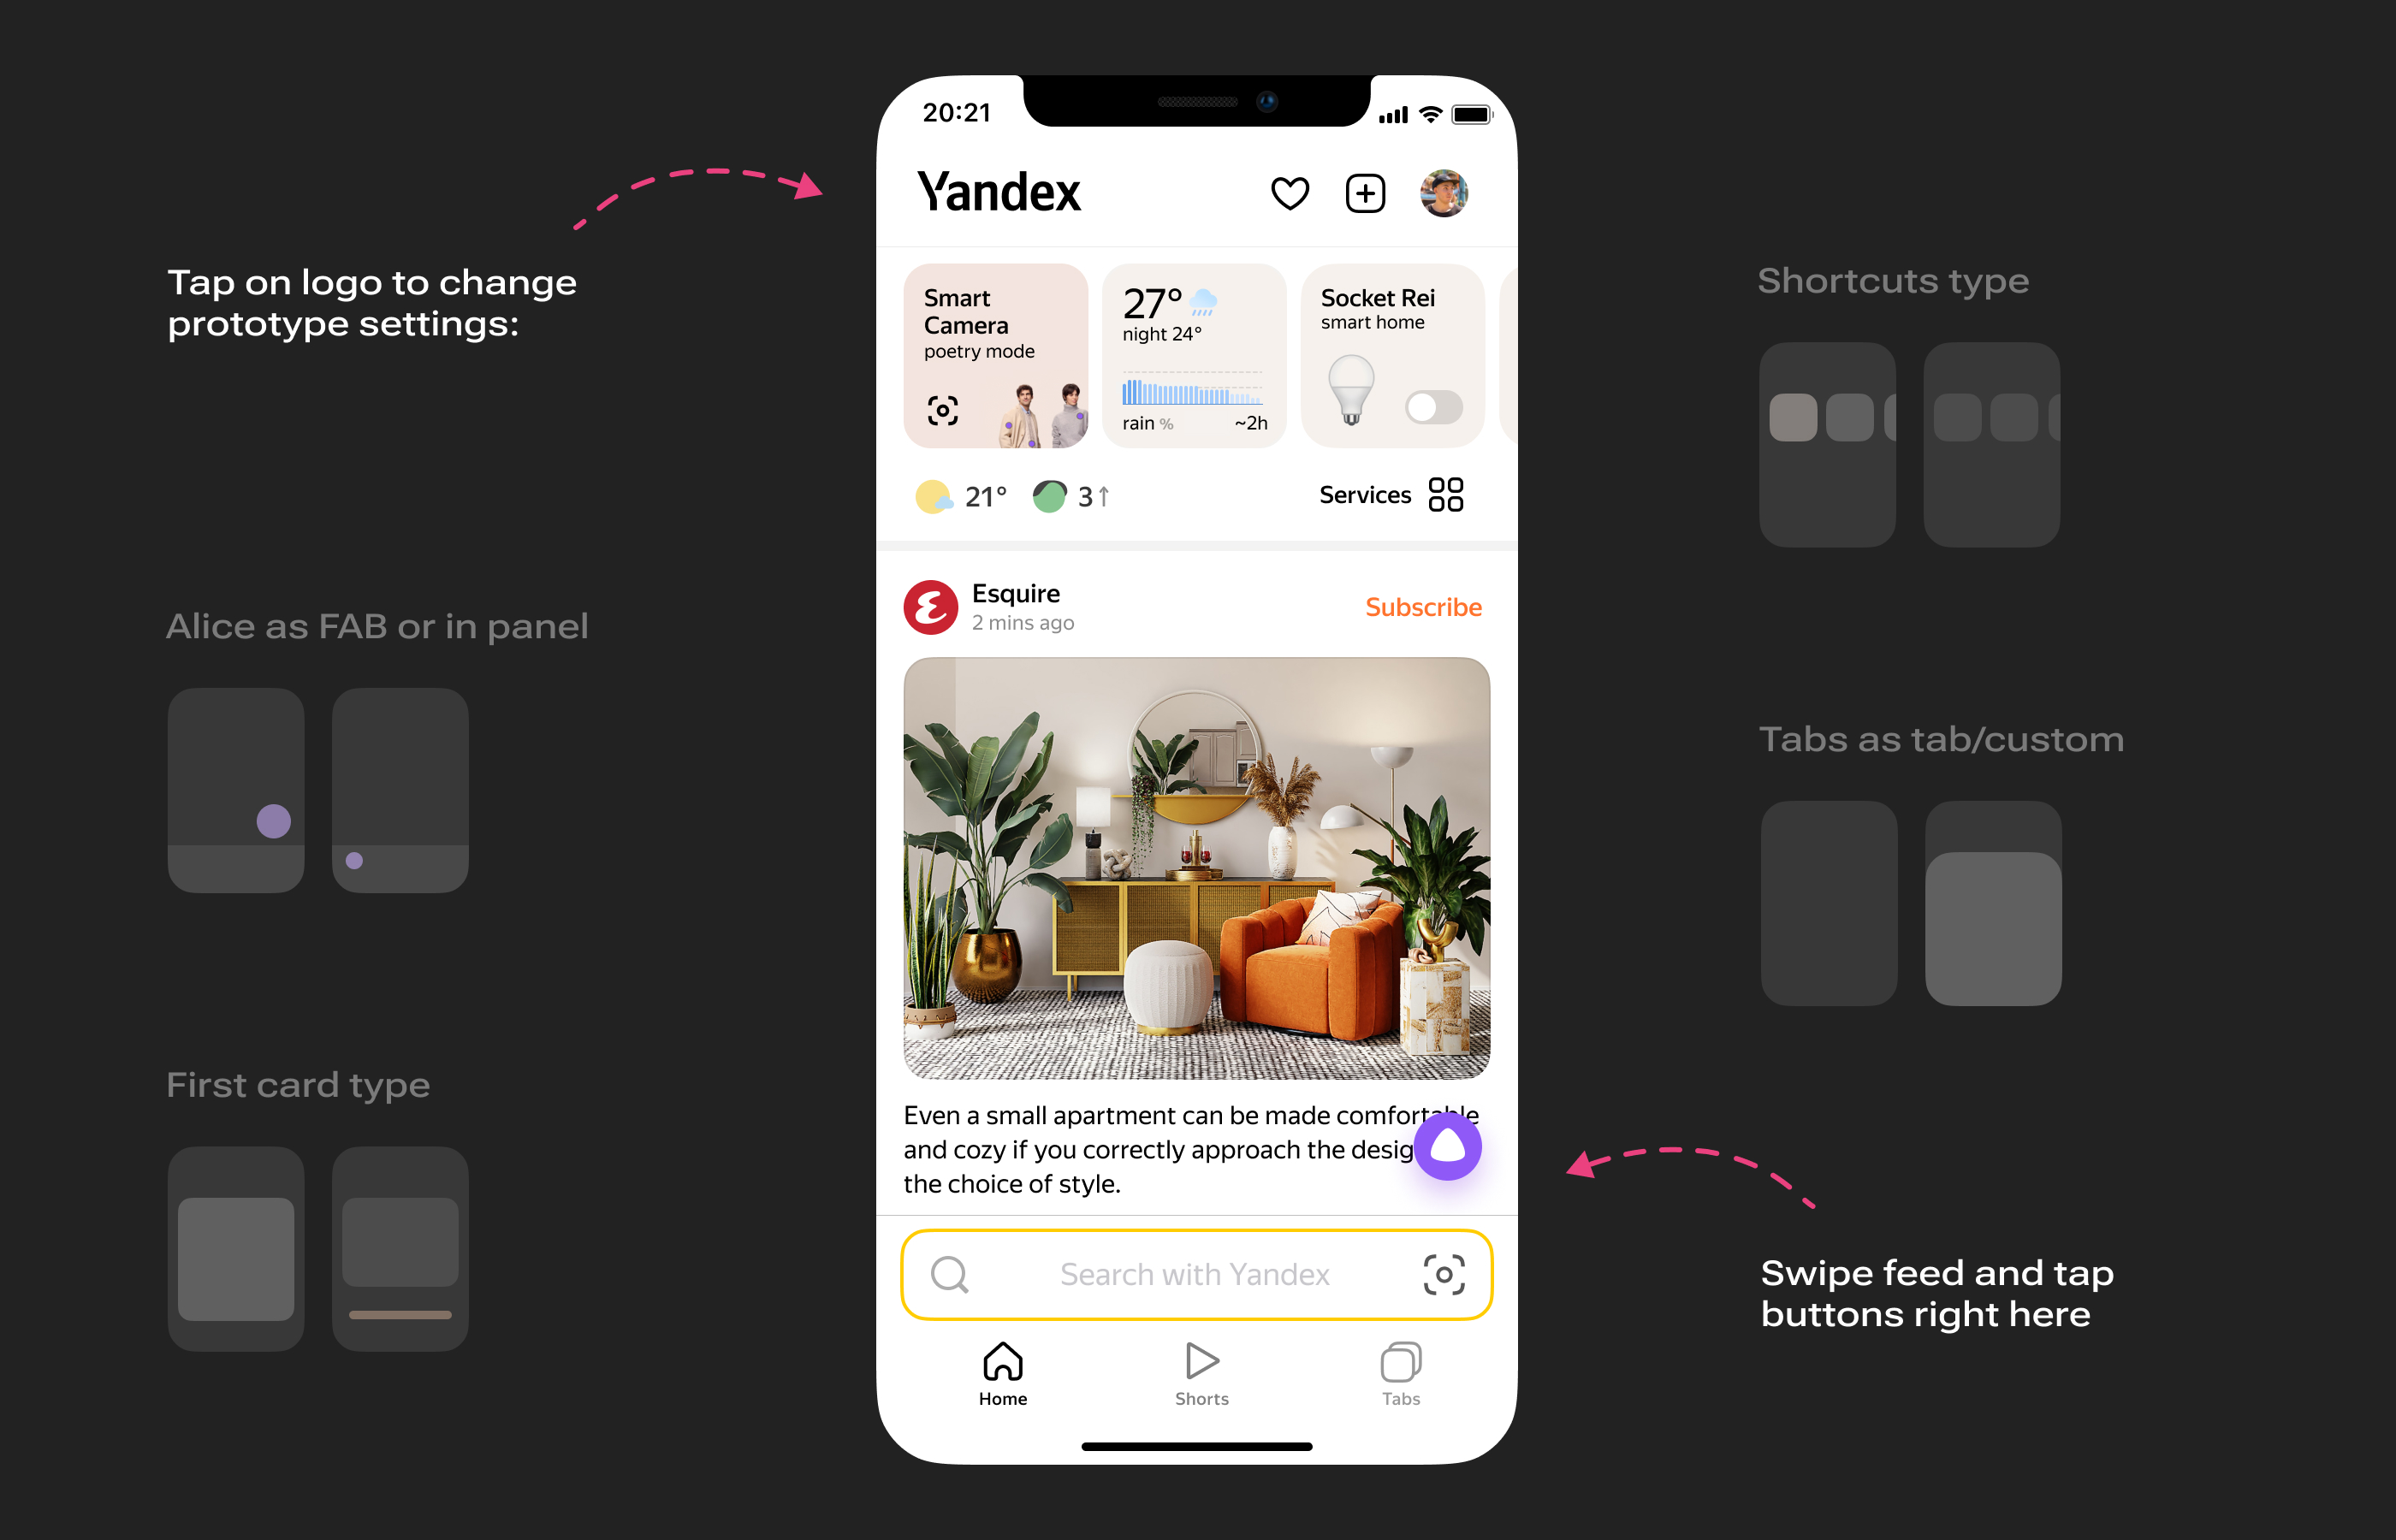 Tap on logo to change
prototype settings:
Alice as FAB or in panel
First card type
20:21
Yandex
Smart
Camera
poetry mode
27°
night 24°
rain %
~2h
Socket Rei
smart home
21°
3↑
Services
Esquire
2 mins ago
Subscribe
Even a small apartment can be made comfortable
and cozy if you correctly approach the desig
the choice of style.
Search with Yandex
Home
Shorts
Tabs
Shortcuts type
Tabs as tab/custom
Swipe feed and tap
buttons right here